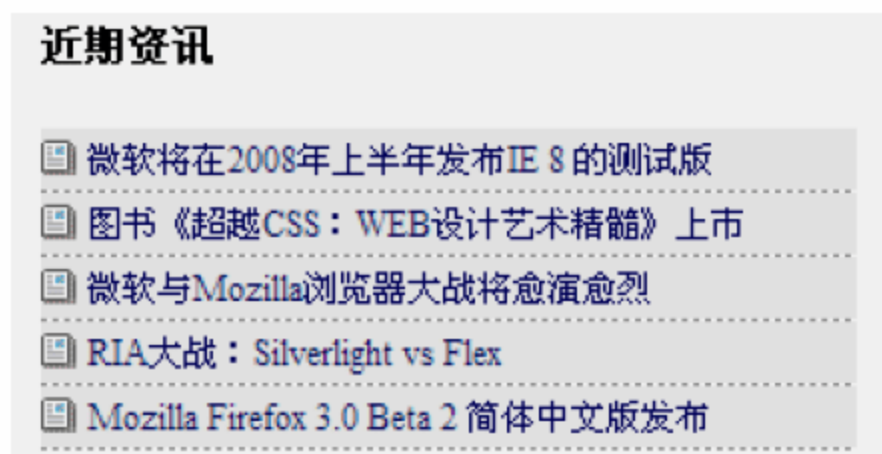 近期资讯
微软将在2008年上半年发布IE 8 的测试版
图书《超越CSS：WEB设计艺术精髓》上市
微软与Mozilla浏览器大战将愈演愈烈
RIA大战：Silverlight vs Flex
Mozilla Firefox 3.0 Beta 2 简体中文版发布